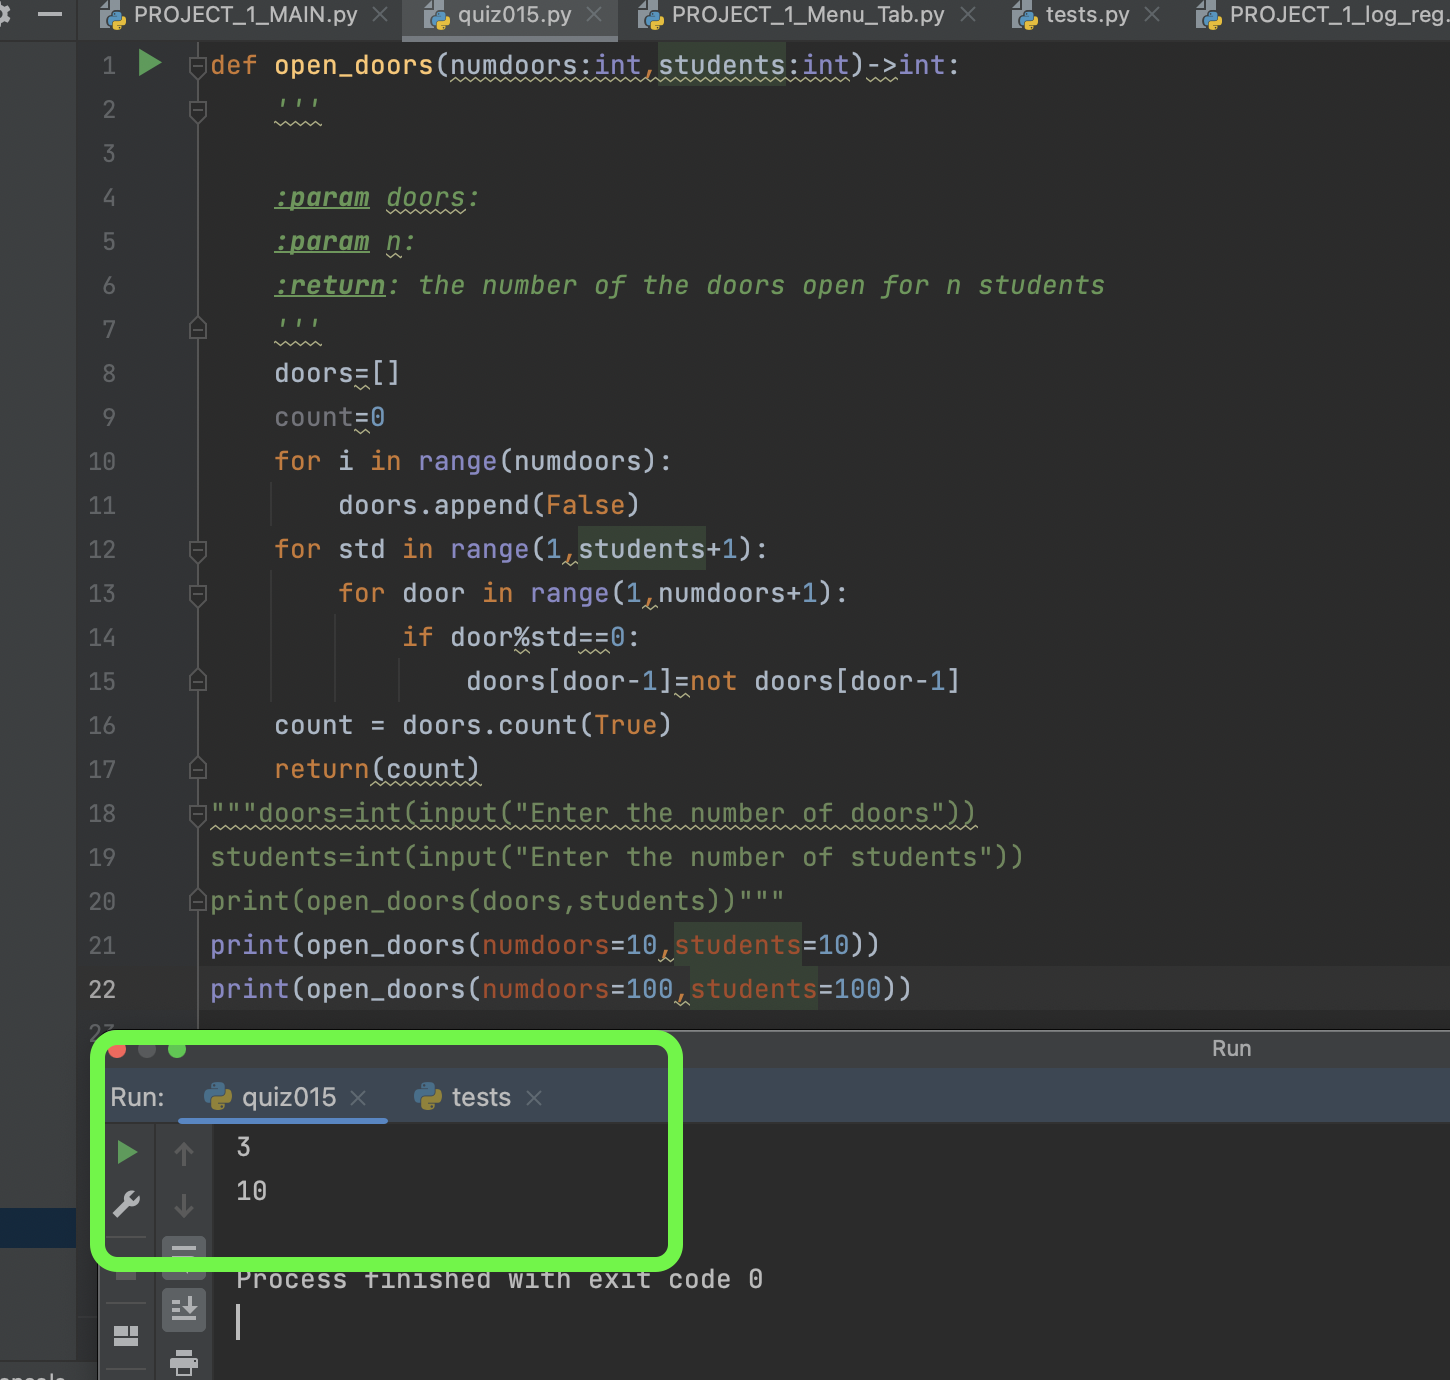 PROJECT_1_MAIN.py quiz015.py PROJECT_1_Menu_Tab.py tests.py PROJECT_1_log_reg.
1 def open_doors(numdoors:int,students:int)->int:
2     '''
3
4     :param doors:
5     :param n:
6     :return: the number of the doors open for n students
7     '''
8     doors=[]
9     count=0
10     for i in range(numdoors):
11         doors.append(False)
12     for std in range(1,students+1):
13         for door in range(1,numdoors+1):
14             if door%std==0:
15                 doors[door-1]=not doors[door-1]
16     count = doors.count(True)
17     return(count)
18 """doors=int(input("Enter the number of doors"))
19 students=int(input("Enter the number of students"))
20 print(open_doors(doors,students))"""
21 print(open_doors(numdoors=10,students=10))
22 print(open_doors(numdoors=100,students=100))
23
Run
Run: quiz015 tests
3
10
Process finished with exit code 0